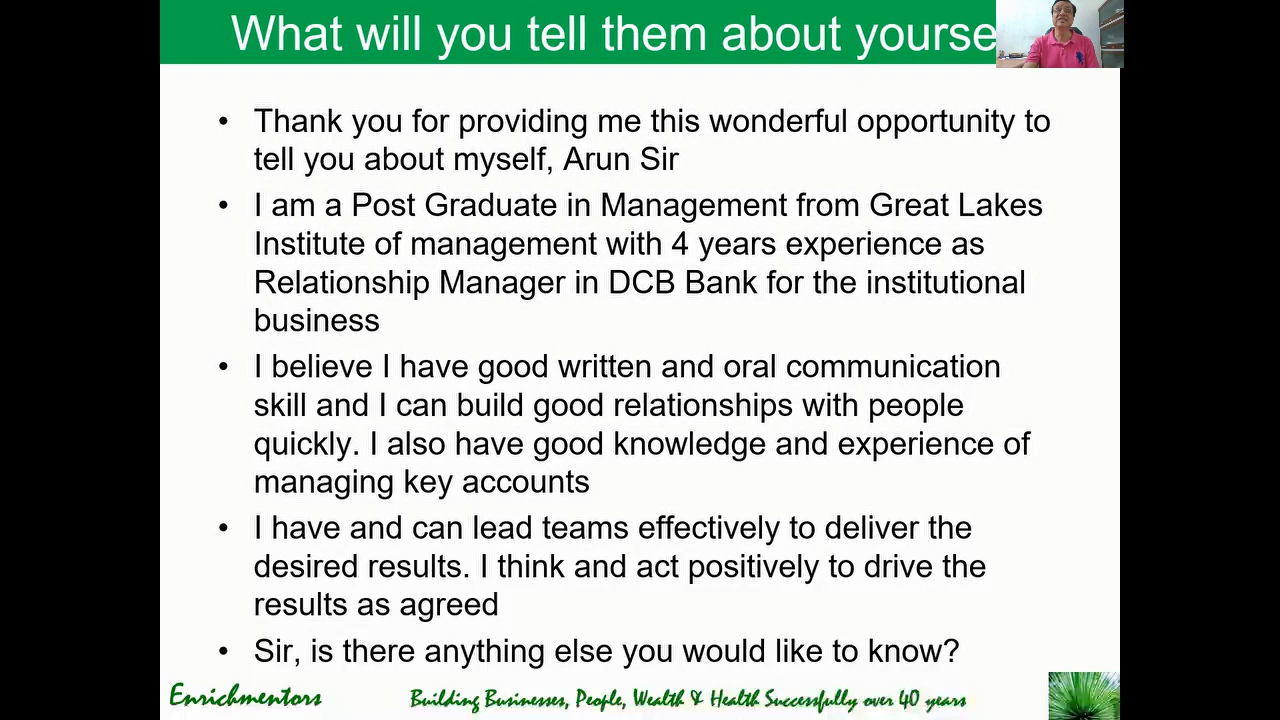 What will you tell them about yourse
• Thank you for providing me this wonderful opportunity to
tell you about myself, Arun Sir
• I am a Post Graduate in Management from Great Lakes
Institute of management with 4 years experience as
Relationship Manager in DCB Bank for the institutional
business
• I believe I have good written and oral communication
skill and I can build good relationships with people
quickly. I also have good knowledge and experience of
managing key accounts
• I have and can lead teams effectively to deliver the
desired results. I think and act positively to drive the
results as agreed
• Sir, is there anything else you would like to know?
Enrichmentors
Building Businesses, People, Wealth & Health Successfully over 40 years